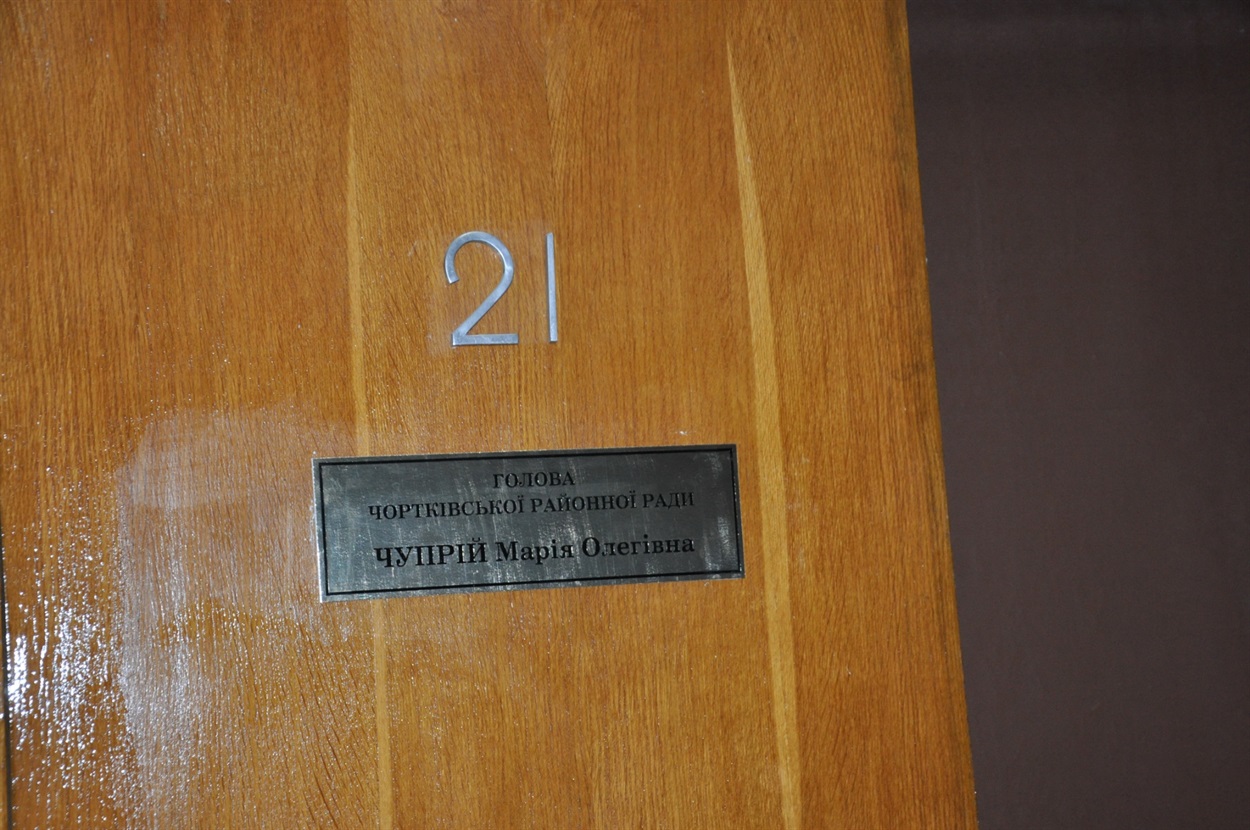 21
ГОЛОВА
ЧОРТКІВСЬКОЇ РАЙОННОЇ РАДИ
ЧУПРІЙ Марія Олегівна